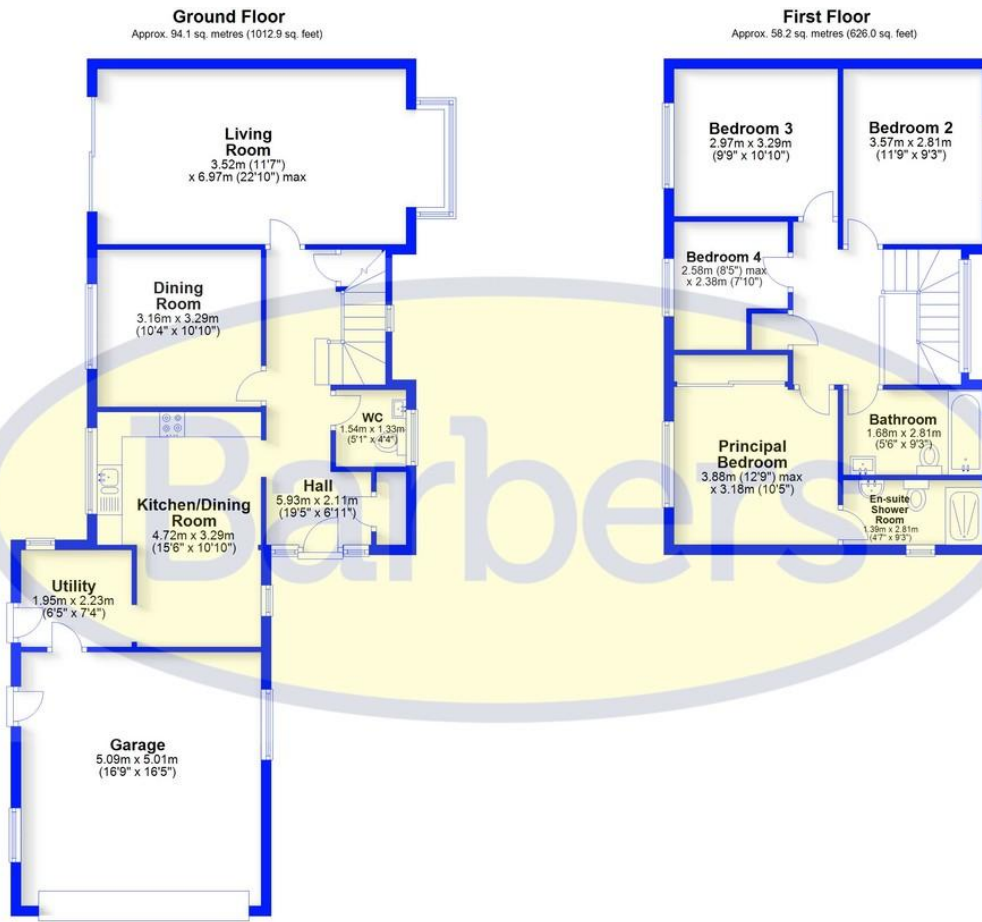 Ground Floor
Approx. 94.1 sq. metres (1012.9 sq. feet)
Living
Room
3.52m (11'7")
x 6.97m (22'10") max
Dining
Room
3.16m x 3.29m
(10'4" x 10'10")
WC
1.54m x 1.33m
(5'1" x 4'4")
Kitchen/Dining
Room
4.72m x 3.29m
(15'6" x 10'10")
Hall
5.93m x 2.11m
(19'5" x 6'11")
Utility
1.95m x 2.23m
(6'5" x 7'4")
Garage
5.09m x 5.01m
(16'9" x 16'5")
First Floor
Approx. 58.2 sq. metres (626.0 sq. feet)
Bedroom 3
2.97m x 3.29m
(9'9" x 10'10")
Bedroom 2
3.57m x 2.81m
(11'9" x 9'3")
Bedroom 4
2.58m (8'5") max
x 2.38m (7'10")
Principal
Bedroom
3.88m (12'9") max
x 3.18m (10'5")
Bathroom
1.68m x 2.81m
(5'6" x 9'3")
En-suite
Shower
Room
1.39m x 2.81m
(4'7" x 9'3")
Barbers